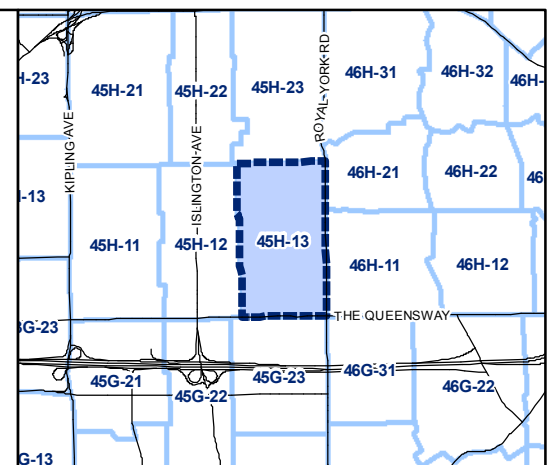 46H-31
46H-32
H-23
45H-21
45H-22
45H-23
46H-
ROYAL YORK RD
KIPLING AVE
ISLINGTON AVE
46H-21
46H-22
46
-13
45H-11
45H-12
45H-13
46H-11
46H-12
THE QUEENSWAY
G-23
45G-21
45G-22
45G-23
46G-31
46G-22
G-13